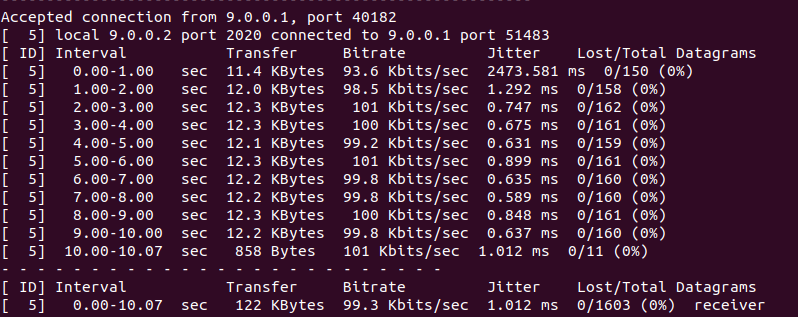 -----------------------------------------------------------
Accepted connection from 9.0.0.1, port 40182
[  5] local 9.0.0.2 port 2020 connected to 9.0.0.1 port 51483
[ ID] Interval           Transfer     Bitrate         Jitter    Lost/Total Datagrams
[  5]   0.00-1.00   sec  11.4 KBytes  93.6 Kbits/sec  2473.581 ms  0/150 (0%)
[  5]   1.00-2.00   sec  12.0 KBytes  98.5 Kbits/sec  1.292 ms  0/158 (0%)
[  5]   2.00-3.00   sec  12.3 KBytes   101 Kbits/sec  0.747 ms  0/162 (0%)
[  5]   3.00-4.00   sec  12.2 KBytes   100 Kbits/sec  0.675 ms  0/161 (0%)
[  5]   4.00-5.00   sec  12.1 KBytes  99.2 Kbits/sec  0.631 ms  0/159 (0%)
[  5]   5.00-6.00   sec  12.3 KBytes   101 Kbits/sec  0.899 ms  0/161 (0%)
[  5]   6.00-7.00   sec  12.2 KBytes  99.8 Kbits/sec  0.635 ms  0/160 (0%)
[  5]   7.00-8.00   sec  12.2 KBytes  99.8 Kbits/sec  0.589 ms  0/160 (0%)
[  5]   8.00-9.00   sec  12.3 KBytes   100 Kbits/sec  0.848 ms  0/161 (0%)
[  5]   9.00-10.00  sec  12.2 KBytes  99.8 Kbits/sec  0.637 ms  0/160 (0%)
[  5]  10.00-10.07  sec   858 Bytes   101 Kbits/sec  1.012 ms  0/11 (0%)
- - - - - - - - - - - - - - - - - - - - - - - - -
[ ID] Interval           Transfer     Bitrate         Jitter    Lost/Total Datagrams
[  5]   0.00-10.07  sec   122 KBytes  99.3 Kbits/sec  1.012 ms  0/1603 (0%)  receiver